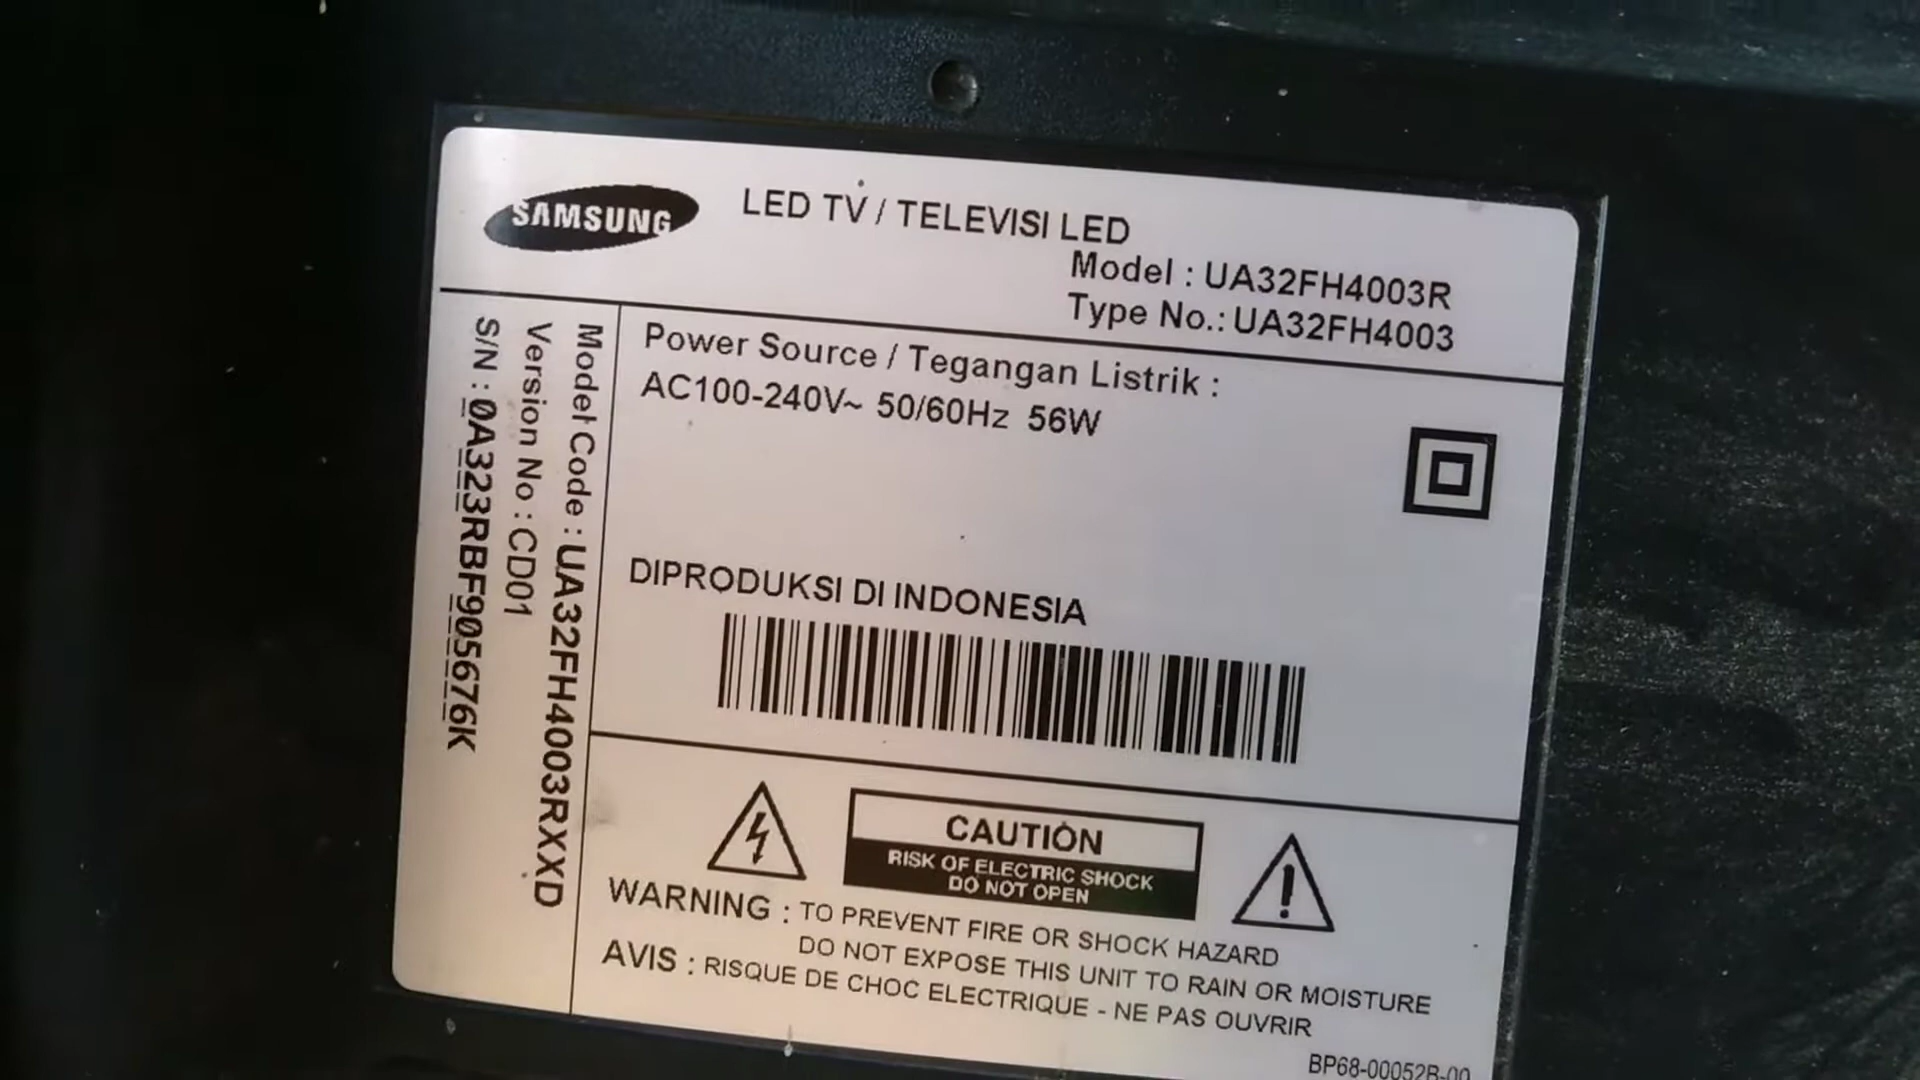 SAMSUNG
LED TV / TELEVISI LED
Model : UA32FH4003R
Type No.: UA32FH4003
Power Source / Tegangan Listrik :
AC100-240V~ 50/60Hz 56W
DIPRODUKSI DI INDONESIA
Model Code : UA32FH4003RXXD
Version No : CD01
S/N : 0A323RBF905676K
CAUTION
RISK OF ELECTRIC SHOCK
DO NOT OPEN
WARNING : TO PREVENT FIRE OR SHOCK HAZARD
DO NOT EXPOSE THIS UNIT TO RAIN OR MOISTURE
AVIS : RISQUE DE CHOC ELECTRIQUE - NE PAS OUVRIR
BP68-00052B-00